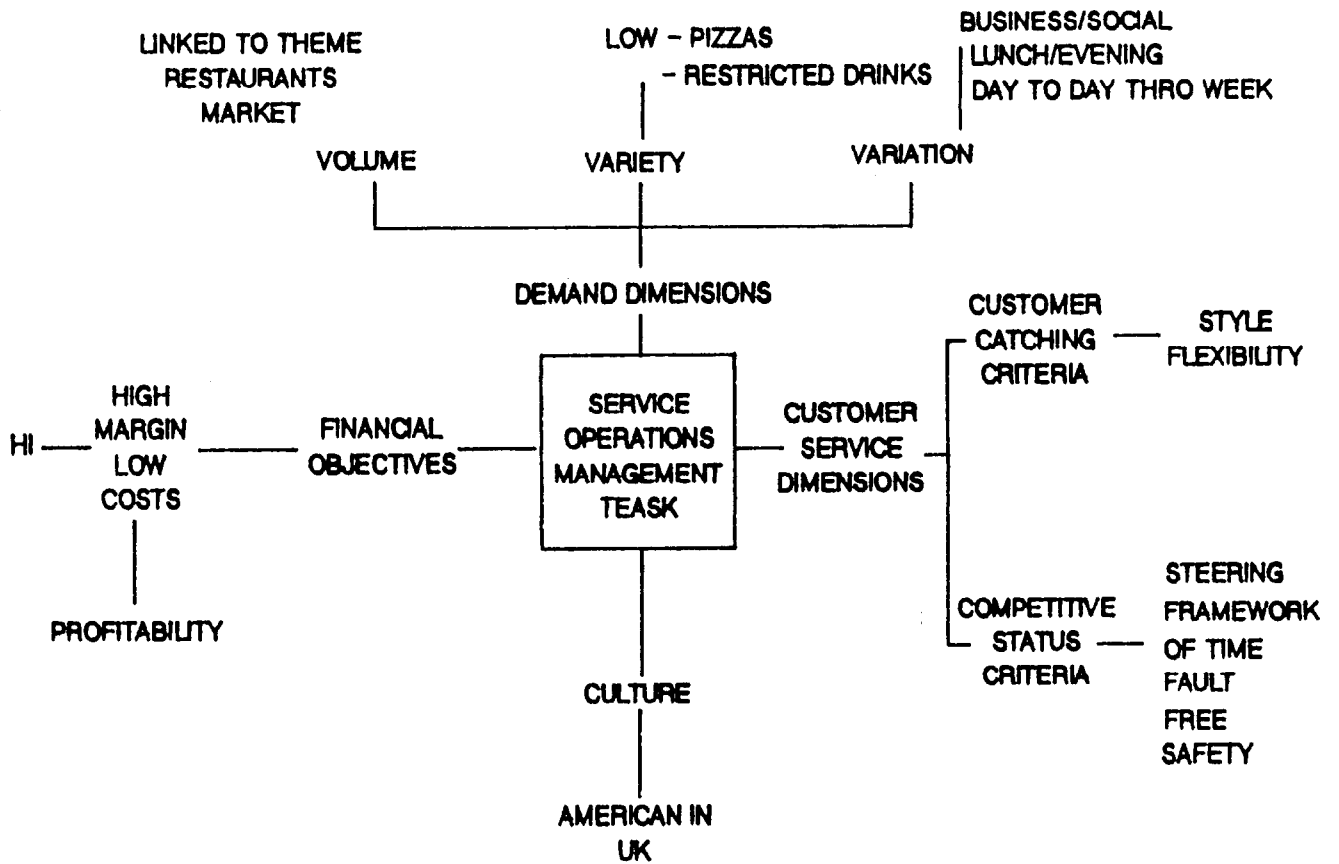 LINKED TO THEME
RESTAURANTS
MARKET
LOW - PIZZAS
- RESTRICTED DRINKS
BUSINESS/SOCIAL
LUNCH/EVENING
DAY TO DAY THRO WEEK
VOLUME
VARIETY
VARIATION
DEMAND DIMENSIONS
HI
HIGH
MARGIN
LOW
COSTS
PROFITABILITY
FINANCIAL
OBJECTIVES
SERVICE
OPERATIONS
MANAGEMENT
TEASK
CUSTOMER
SERVICE
DIMENSIONS
CUSTOMER
CATCHING
CRITERIA
STYLE
FLEXIBILITY
COMPETITIVE
STATUS
CRITERIA
STEERING
FRAMEWORK
OF TIME
FAULT
FREE
SAFETY
CULTURE
AMERICAN IN
UK